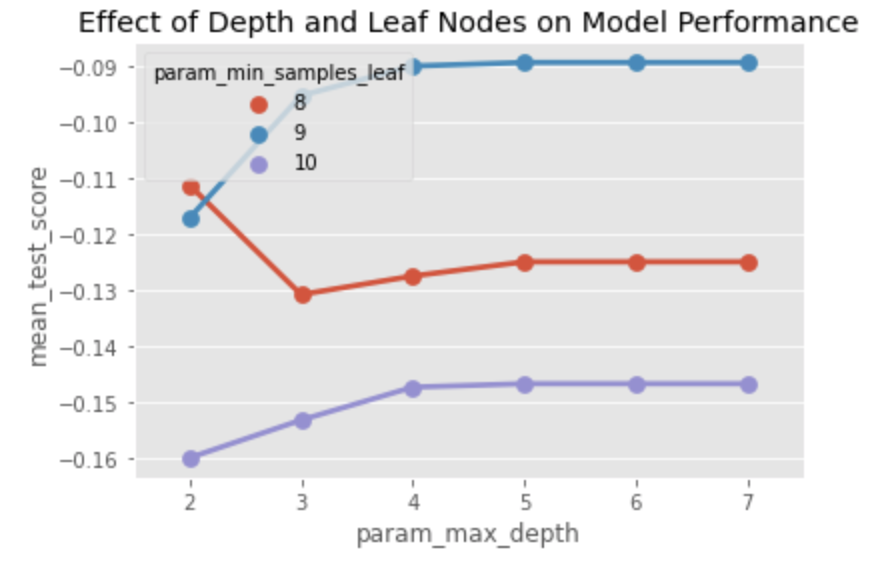 Effect of Depth and Leaf Nodes on Model Performance
param_min_samples_leaf
8
9
10
mean_test_score
−0.09
−0.10
−0.11
−0.12
−0.13
−0.14
−0.15
−0.16
2 3 4 5 6 7
param_max_depth